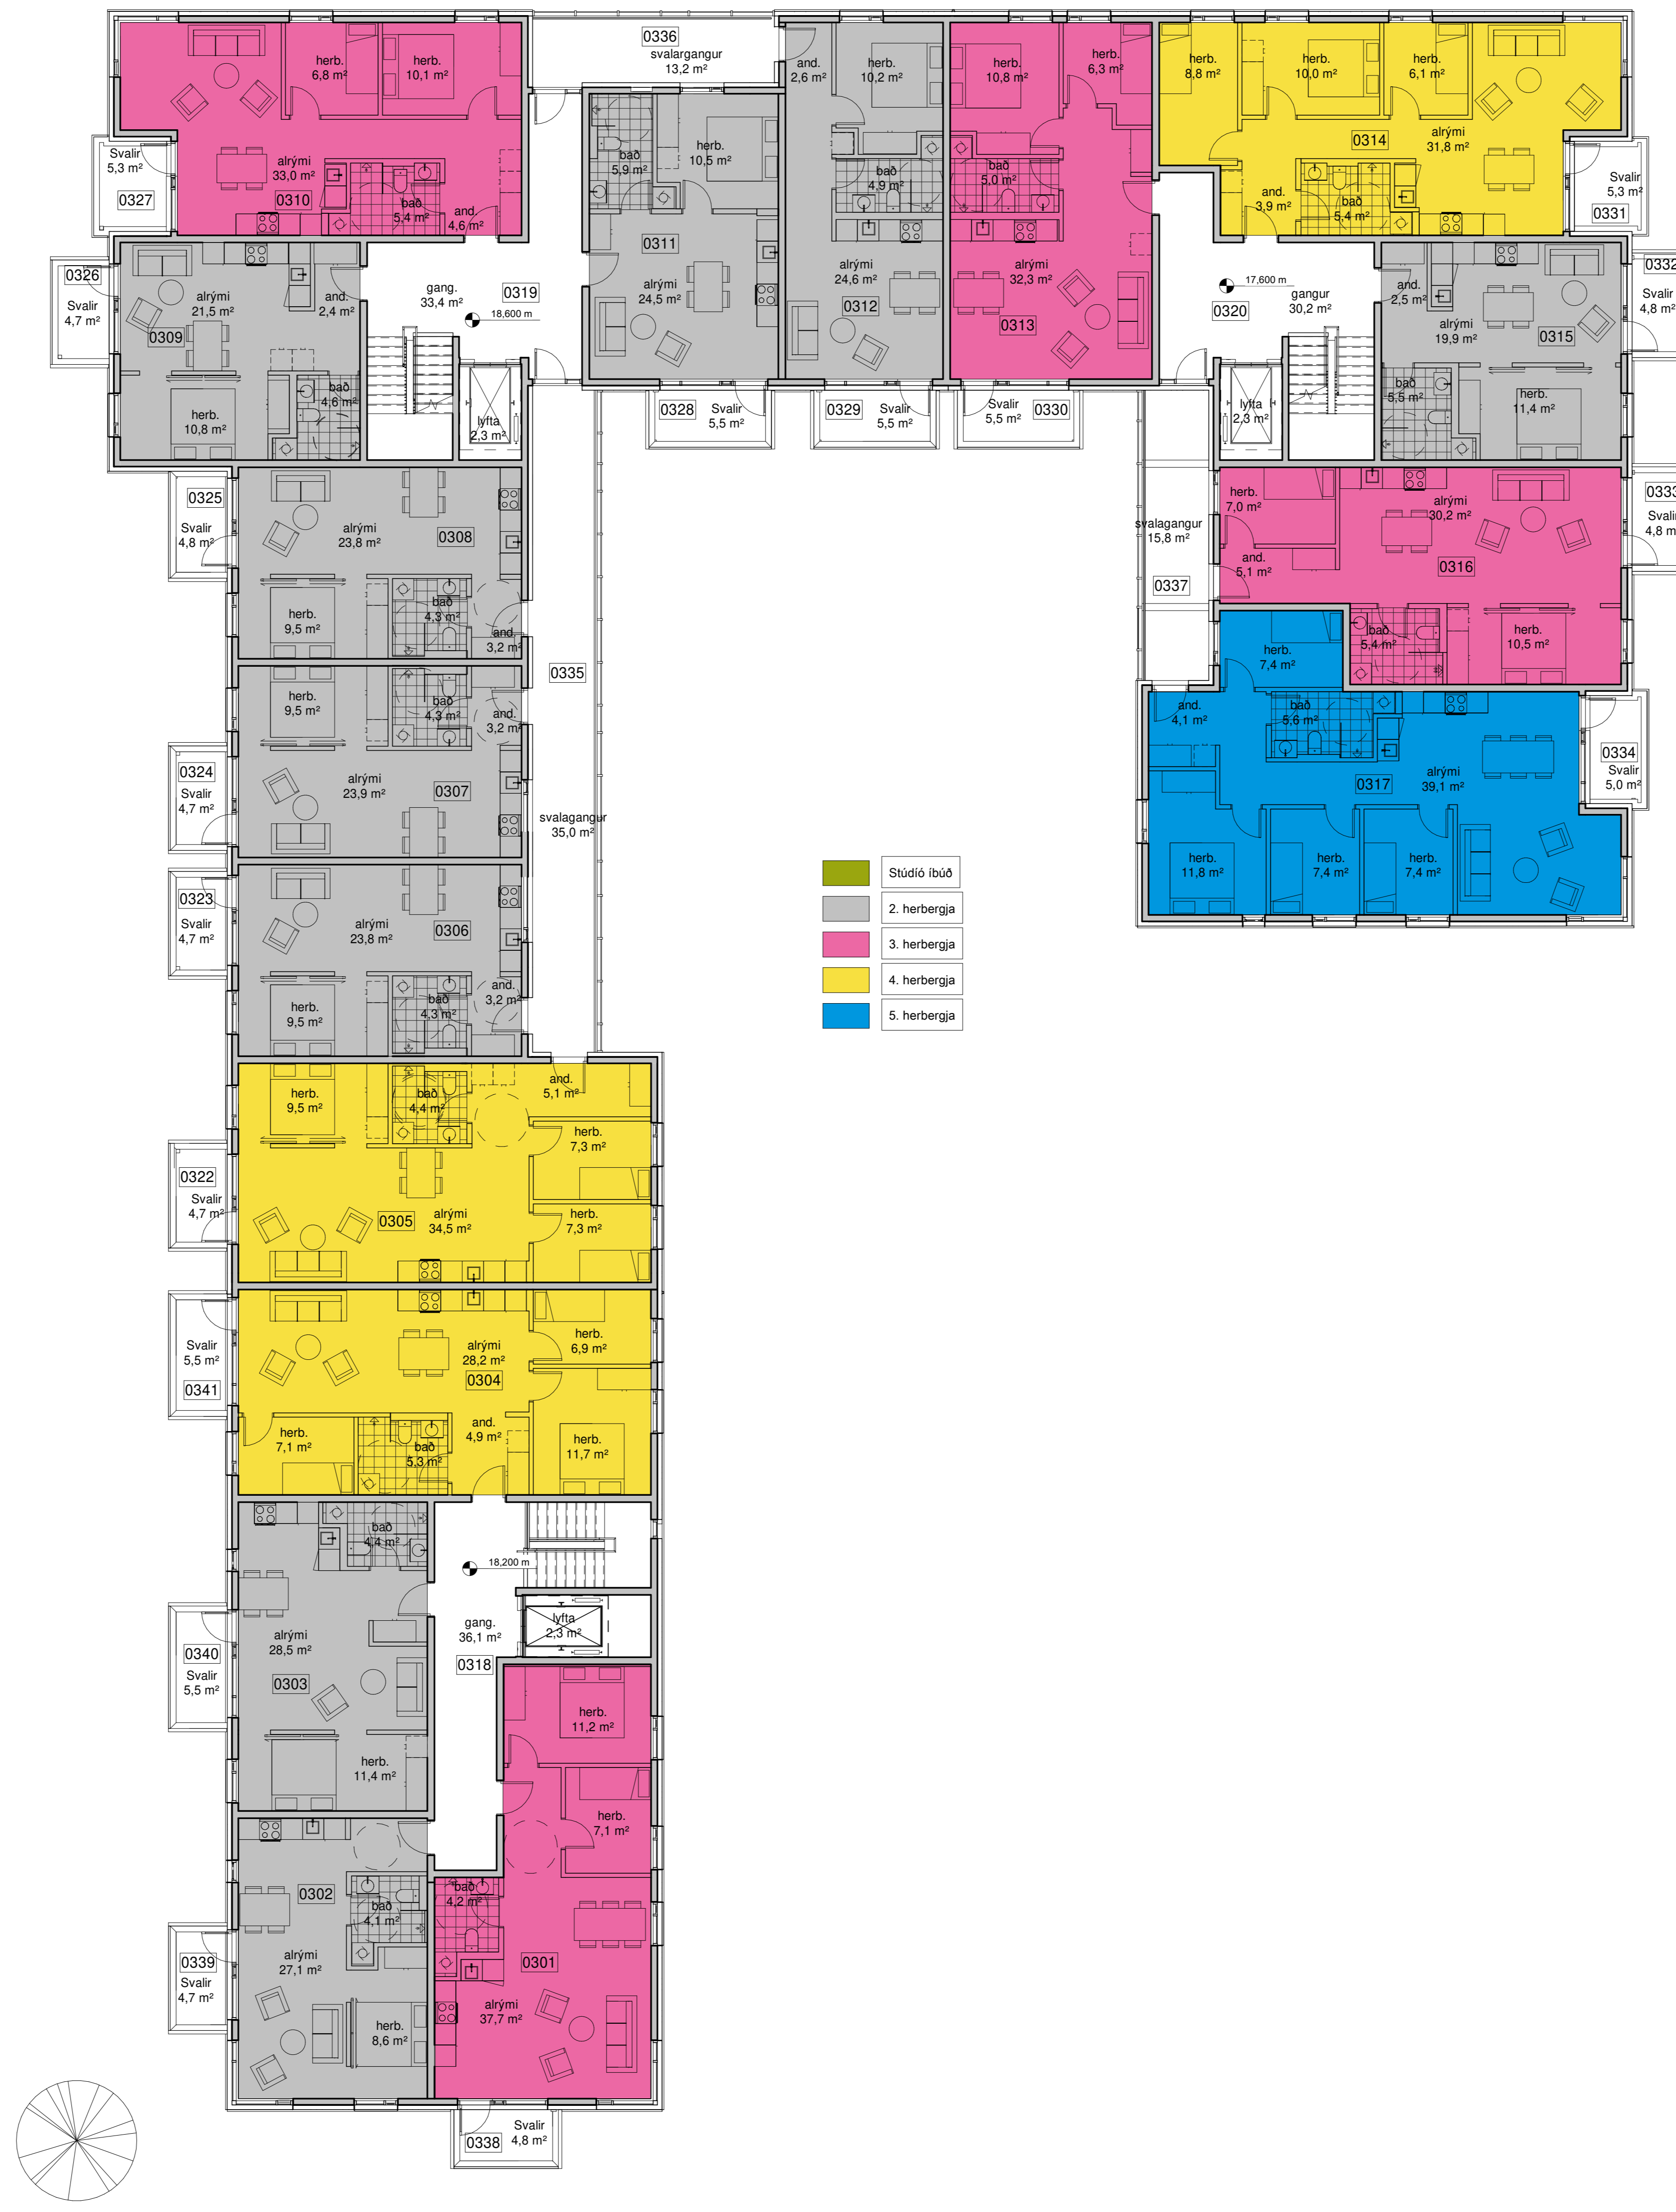 0336
svalargangur
13,2 m²
herb.
6,8 m²
herb.
10,1 m²
Svalir
5,3 m²
0327
alrými
33,0 m²
0310
bað
5,4 m²
and.
4,6 m²
and.
2,6 m²
herb.
10,2 m²
bað
5,9 m²
herb.
10,5 m²
0311
alrými
24,5 m²
bað
4,9 m²
alrými
24,6 m²
0312
herb.
10,8 m²
herb.
6,3 m²
bað
5,0 m²
alrými
32,3 m²
0313
herb.
8,8 m²
herb.
10,0 m²
herb.
6,1 m²
0314
alrými
31,8 m²
and.
3,9 m²
bað
5,4 m²
Svalir
5,3 m²
0331
0326
Svalir
4,7 m²
alrými
21,5 m²
and.
2,4 m²
0309
herb.
10,8 m²
bað
4,6 m²
gang.
33,4 m²
0319
18,600 m
lyfta
2,3 m²
0328
Svalir
5,5 m²
0329
Svalir
5,5 m²
Svalir
5,5 m²
0330
17,600 m
gangur
30,2 m²
0320
lyfta
2,3 m²
and.
2,5 m²
alrými
19,9 m²
0315
bað
5,5 m²
herb.
11,4 m²
0332
Svalir
4,8 m²
0325
Svalir
4,8 m²
alrými
23,8 m²
0308
herb.
9,5 m²
bað
4,3 m²
and.
3,2 m²
svalagangur
15,8 m²
0337
herb.
7,0 m²
and.
5,1 m²
alrými
30,2 m²
0316
bað
5,4 m²
herb.
10,5 m²
0333
Svalir
4,8 m
0335
svalagangur
35,0 m²
herb.
9,5 m²
bað
4,3 m²
and.
3,2 m²
0324
Svalir
4,7 m²
alrými
23,9 m²
0307
herb.
7,4 m²
and.
4,1 m²
bað
5,6 m²
0317
alrými
39,1 m²
0334
Svalir
5,0 m²
herb.
11,8 m²
herb.
7,4 m²
herb.
7,4 m²
Stúdíó íbúð
2. herbergja
3. herbergja
4. herbergja
5. herbergja
0323
Svalir
4,7 m²
alrými
23,8 m²
0306
herb.
9,5 m²
bað
4,3 m²
and.
3,2 m²
herb.
9,5 m²
bað
4,4 m²
and.
5,1 m²
herb.
7,3 m²
0322
Svalir
4,7 m²
0305
alrými
34,5 m²
herb.
7,3 m²
Svalir
5,5 m²
0341
alrými
28,2 m²
0304
herb.
6,9 m²
herb.
7,1 m²
bað
5,3 m²
and.
4,9 m²
herb.
11,7 m²
bað
4,4 m²
18,200 m
gang.
36,1 m²
0318
lyfta
2,3 m²
0340
Svalir
5,5 m²
alrými
28,5 m²
0303
herb.
11,4 m²
herb.
11,2 m²
herb.
7,1 m²
0302
bað
4,1 m²
alrými
27,1 m²
herb.
8,6 m²
0339
Svalir
4,7 m²
bað
4,2 m²
0301
alrými
37,7 m²
0338
Svalir
4,8 m²